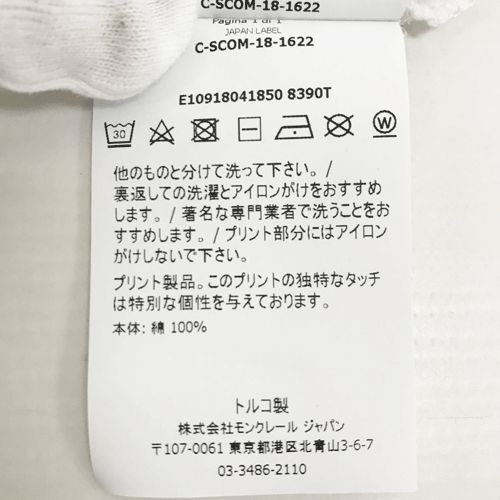 C-SCOM-18-1622
Pagina 1 di 1
JAPAN LABEL
C-SCOM-18-1622
E10918041850 8390T
30
W
他のものと分けて洗って下さい。/
裏返しての洗濯とアイロンがけをおすすめ
します。/ 著名な専門業者で洗うことをお
すすめします。/ プリント部分にはアイロン
がけしないで下さい。
プリント製品。このプリントの独特なタッチ
は特別な個性を与えております。
本体: 綿 100%
トルコ製
株式会社モンクレール ジャパン
〒107-0061 東京都港区北青山3-6-7
03-3486-2110